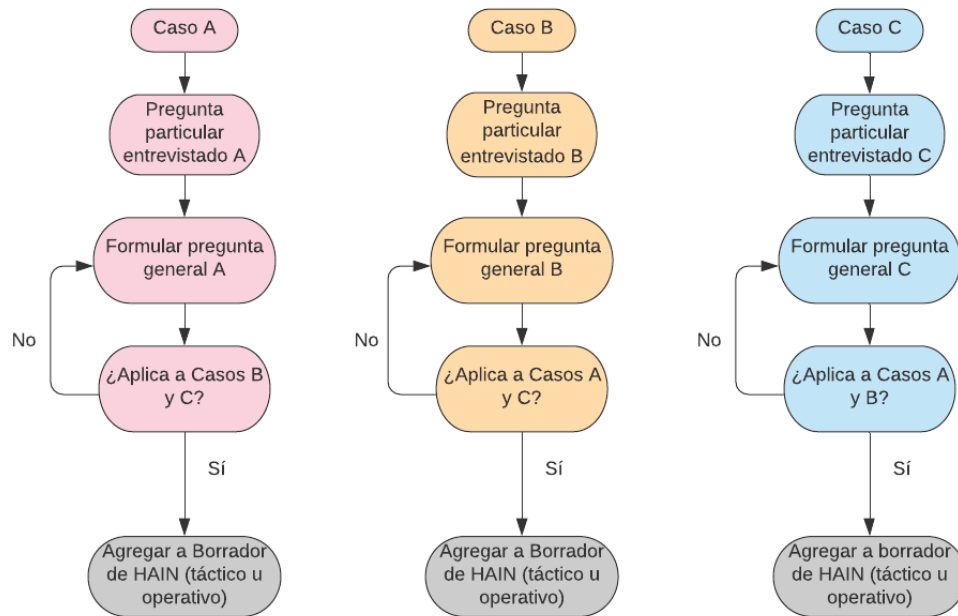 Caso A
Pregunta
particular
entrevistado A
Formular pregunta
general A
No
¿Aplica a Casos B
y C?
Sí
Agregar a Borrador
de HAIN (táctico u
operativo)
Caso B
Pregunta
particular
entrevistado B
Formular pregunta
general B
No
¿Aplica a Casos A
y C?
Sí
Agregar a Borrador
de HAIN (táctico u
operativo)
Caso C
Pregunta
particular
entrevistado C
Formular pregunta
general C
No
¿Aplica a Casos A
y B?
Sí
Agregar a borrador
de HAIN (táctico u
operativo)